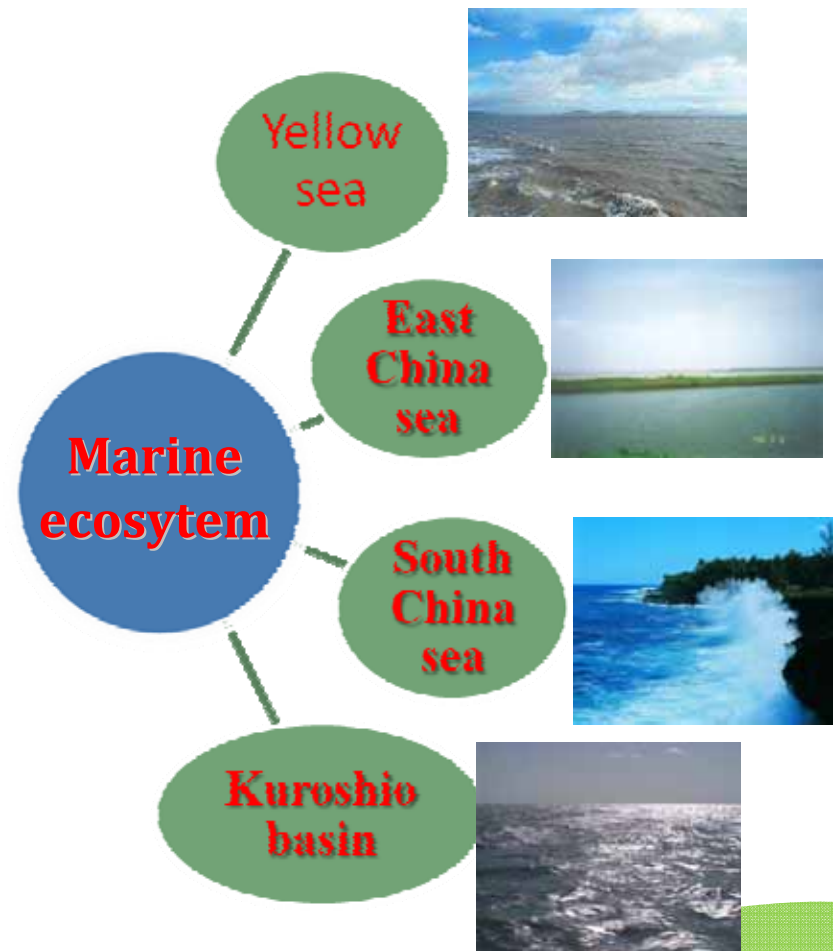 Yellow
sea
East
China
sea
Marine
ecosytem
South
China
sea
Kuroshio
basin